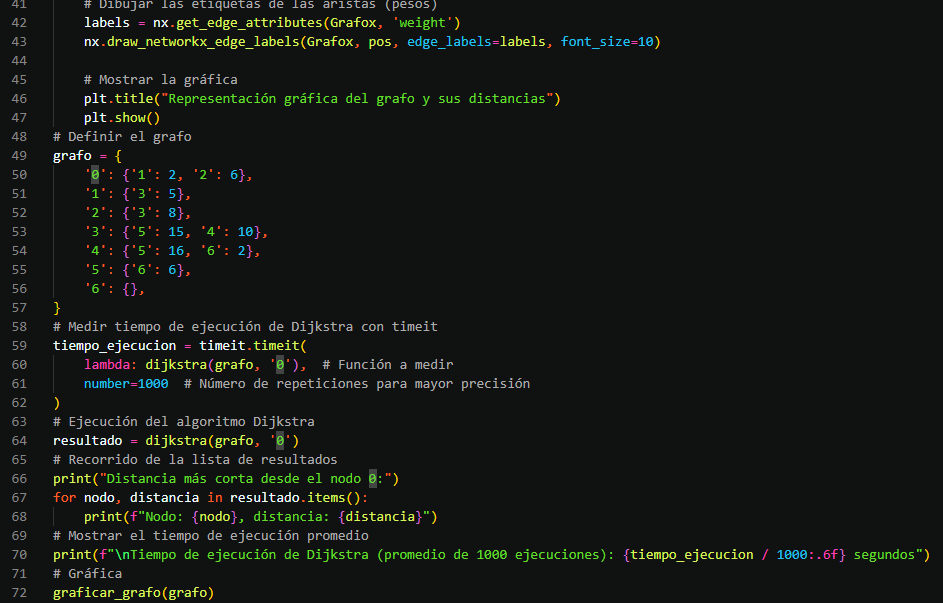 41 # Dibujar las etiquetas de las aristas (pesos)
42 labels = nx.get_edge_attributes(Grafox, 'weight')
43 nx.draw_networkx_edge_labels(Grafox, pos, edge_labels=labels, font_size=10)
44
45 # Mostrar la gráfica
46 plt.title("Representación gráfica del grafo y sus distancias")
47 plt.show()
48 # Definir el grafo
49 grafo = {
50 '0': {'1': 2, '2': 6},
51 '1': {'3': 5},
52 '2': {'3': 8},
53 '3': {'5': 15, '4': 10},
54 '4': {'5': 16, '6': 2},
55 '5': {'6': 6},
56 '6': {},
57 }
58 # Medir tiempo de ejecución de Dijkstra con timeit
59 tiempo_ejecucion = timeit.timeit(
60 lambda: dijkstra(grafo, '0'), # Función a medir
61 number=1000 # Número de repeticiones para mayor precisión
62 )
63 # Ejecución del algoritmo Dijkstra
64 resultado = dijkstra(grafo, '0')
65 # Recorrido de la lista de resultados
66 print("Distancia más corta desde el nodo 0:")
67 for nodo, distancia in resultado.items():
68 print(f"Nodo: {nodo}, distancia: {distancia}")
69 # Mostrar el tiempo de ejecución promedio
70 print(f"\nTiempo de ejecución de Dijkstra (promedio de 1000 ejecuciones): {tiempo_ejecucion / 1000:.6f} segundos")
71 # Gráfica
72 graficar_grafo(grafo)